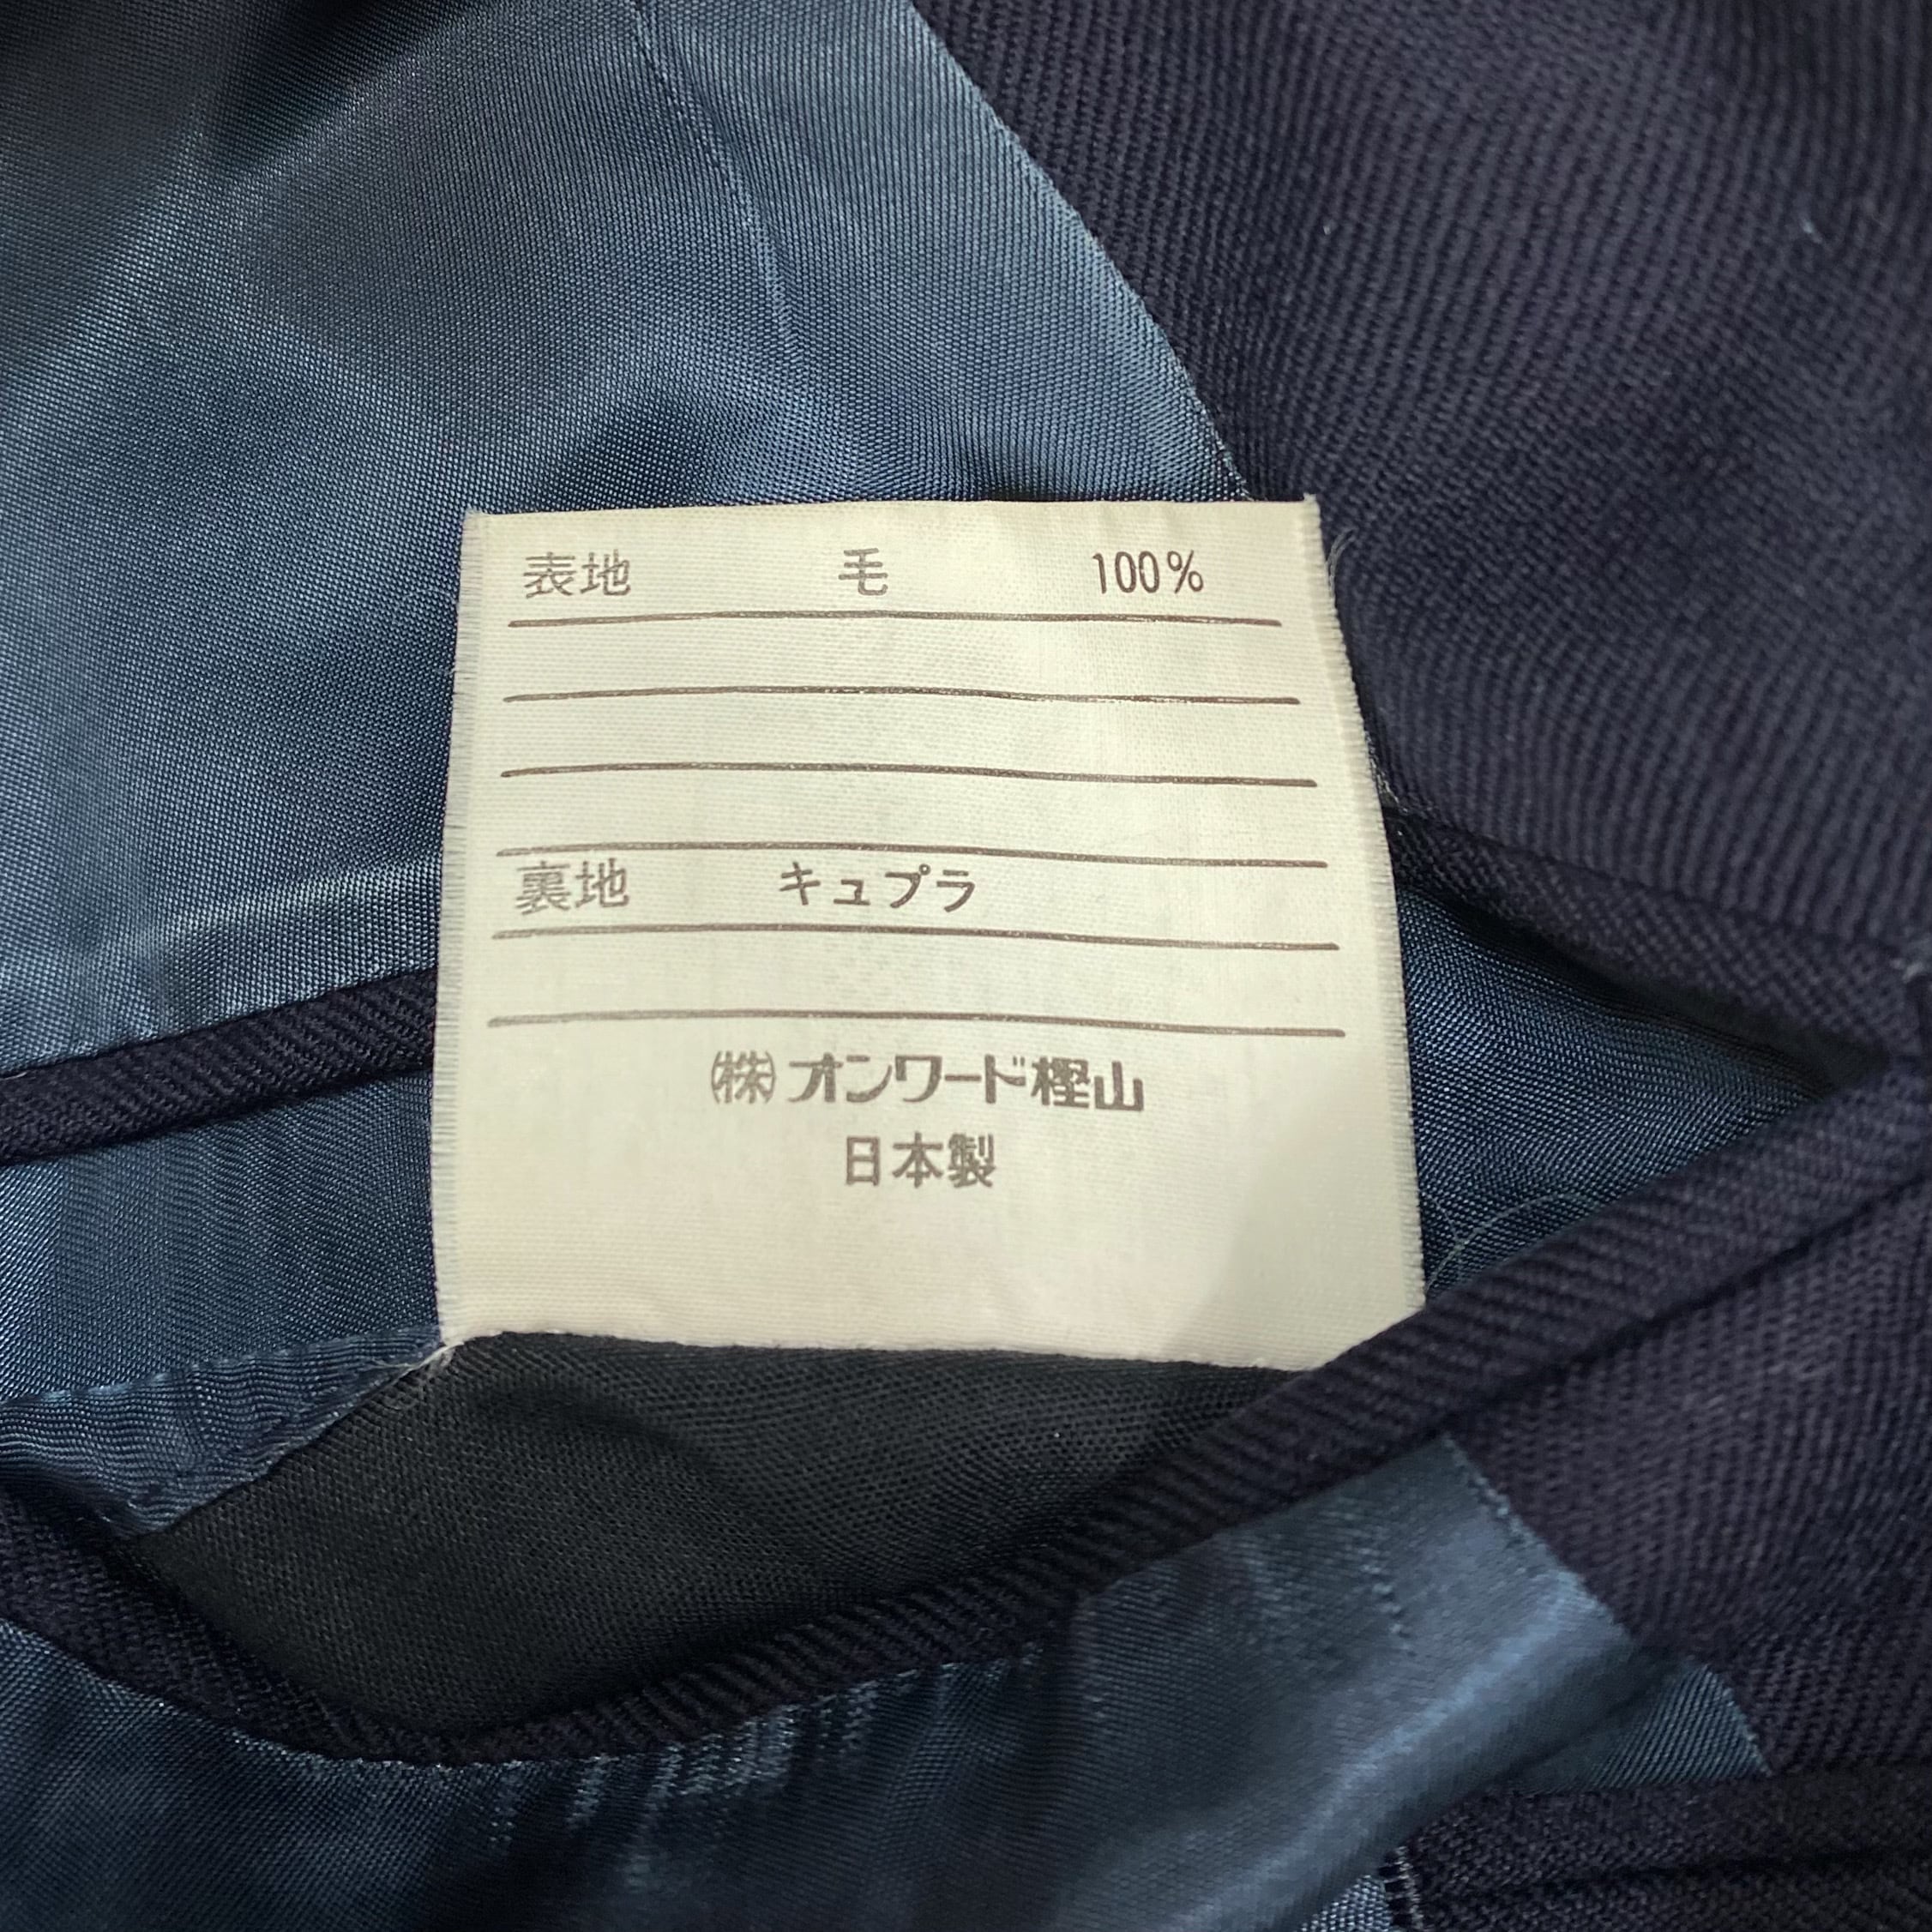 表地 毛 100%
裏地 キュプラ
㈱オンワード樫山
日本製